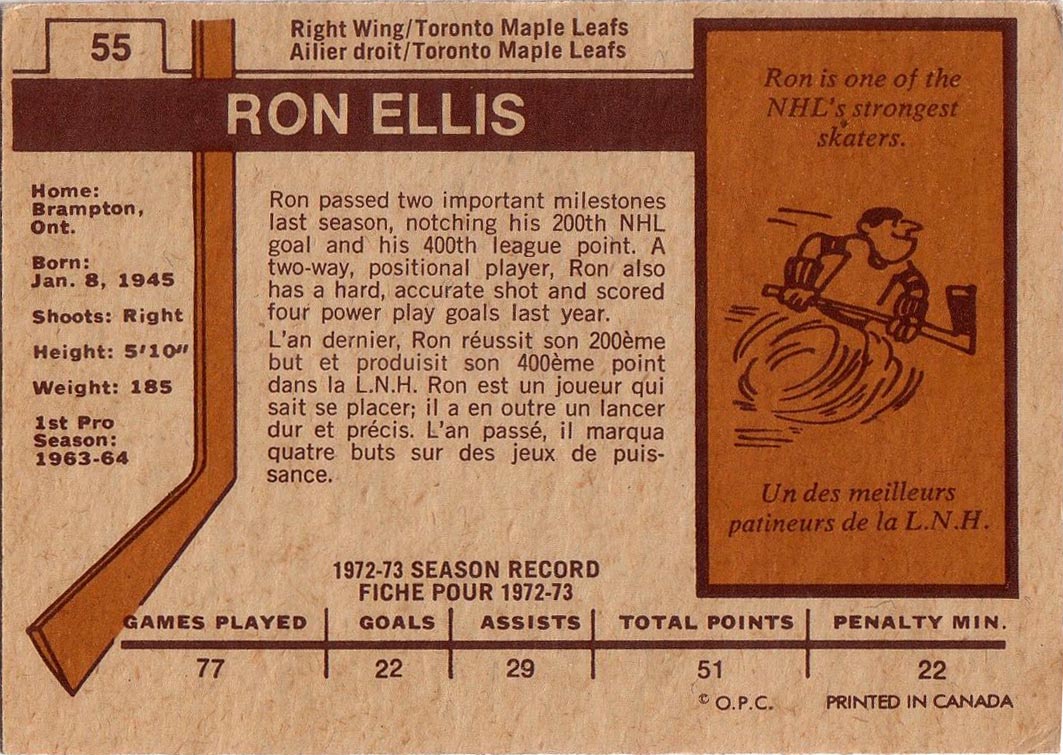 55
Right Wing/Toronto Maple Leafs
Ailier droit/Toronto Maple Leafs
RON ELLIS
Home:
Brampton,
Ont.
Born:
Jan. 8, 1945
Shoots: Right
Height: 5'10"
Weight: 185
1st Pro
Season:
1963-64
Ron passed two important milestones
last season, notching his 200th NHL
goal and his 400th league point. A
two-way, positional player, Ron also
has a hard, accurate shot and scored
four power play goals last year.
L'an dernier, Ron réussit son 200ème
but et produisit son 400ème point
dans la L.N.H. Ron est un joueur qui
sait se placer; il a en outre un lancer
dur et précis. L'an passé, il marqua
quatre buts sur des jeux de puis-
sance.
Ron is one of the
NHL's strongest
skaters.
Un des meilleurs
patineurs de la L.N.H.
1972-73 SEASON RECORD
FICHE POUR 1972-73
GAMES PLAYED GOALS ASSISTS TOTAL POINTS PENALTY MIN.
77 22 29 51 22
© O.P.C. PRINTED IN CANADA